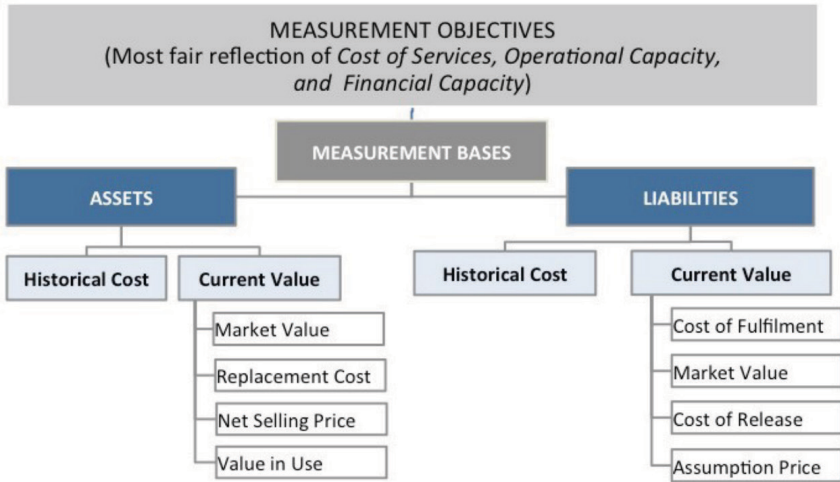 MEASUREMENT OBJECTIVES
(Most fair reflection of Cost of Services, Operational Capacity,
and Financial Capacity)
MEASUREMENT BASES
ASSETS
LIABILITIES
Historical Cost
Current Value
Historical Cost
Current Value
Market Value
Replacement Cost
Net Selling Price
Value in Use
Cost of Fulfilment
Market Value
Cost of Release
Assumption Price